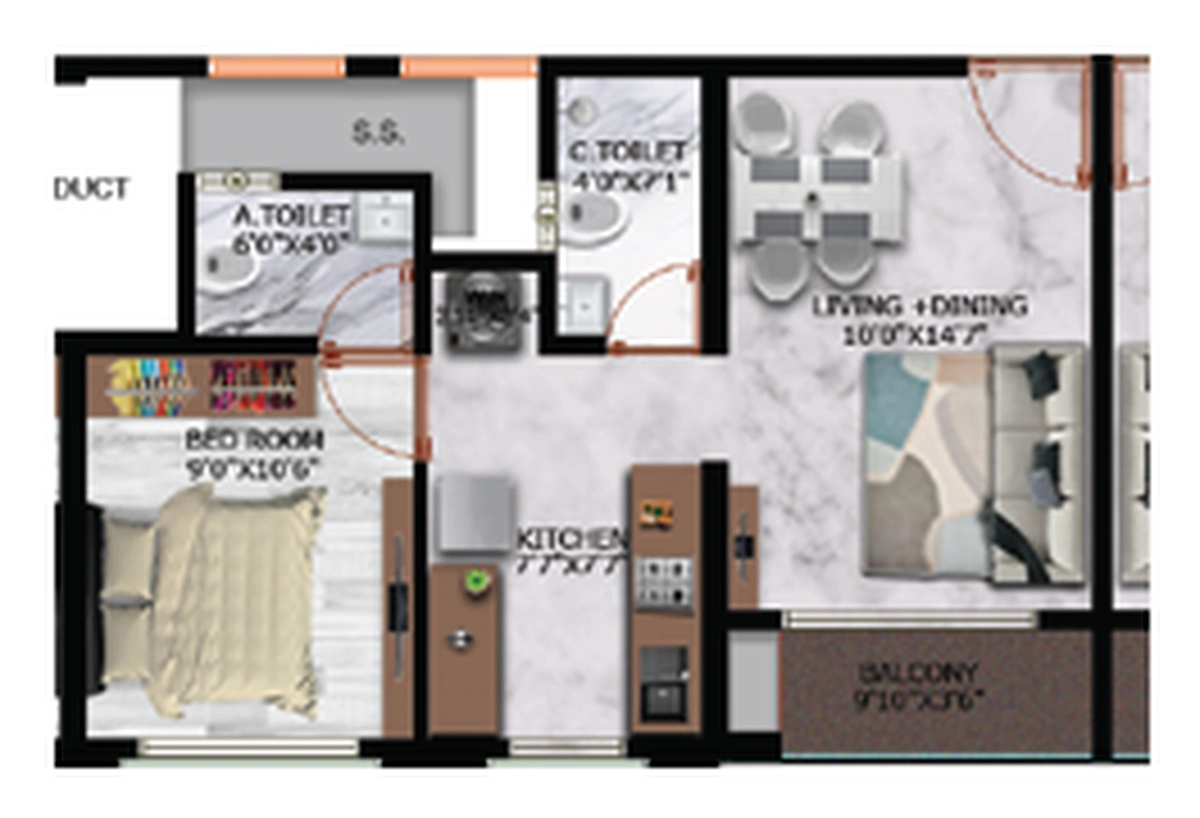 S.S.
DUCT
C.TOILET
4'0"X7'1"
A.TOILET
6'0"X4'0"
LIVING +DINING
10'0"X14'7"
BED ROOM
9'0"X10'6"
KITCHEN
7'7"X7'7"
BALCONY
9'10"X3'6"